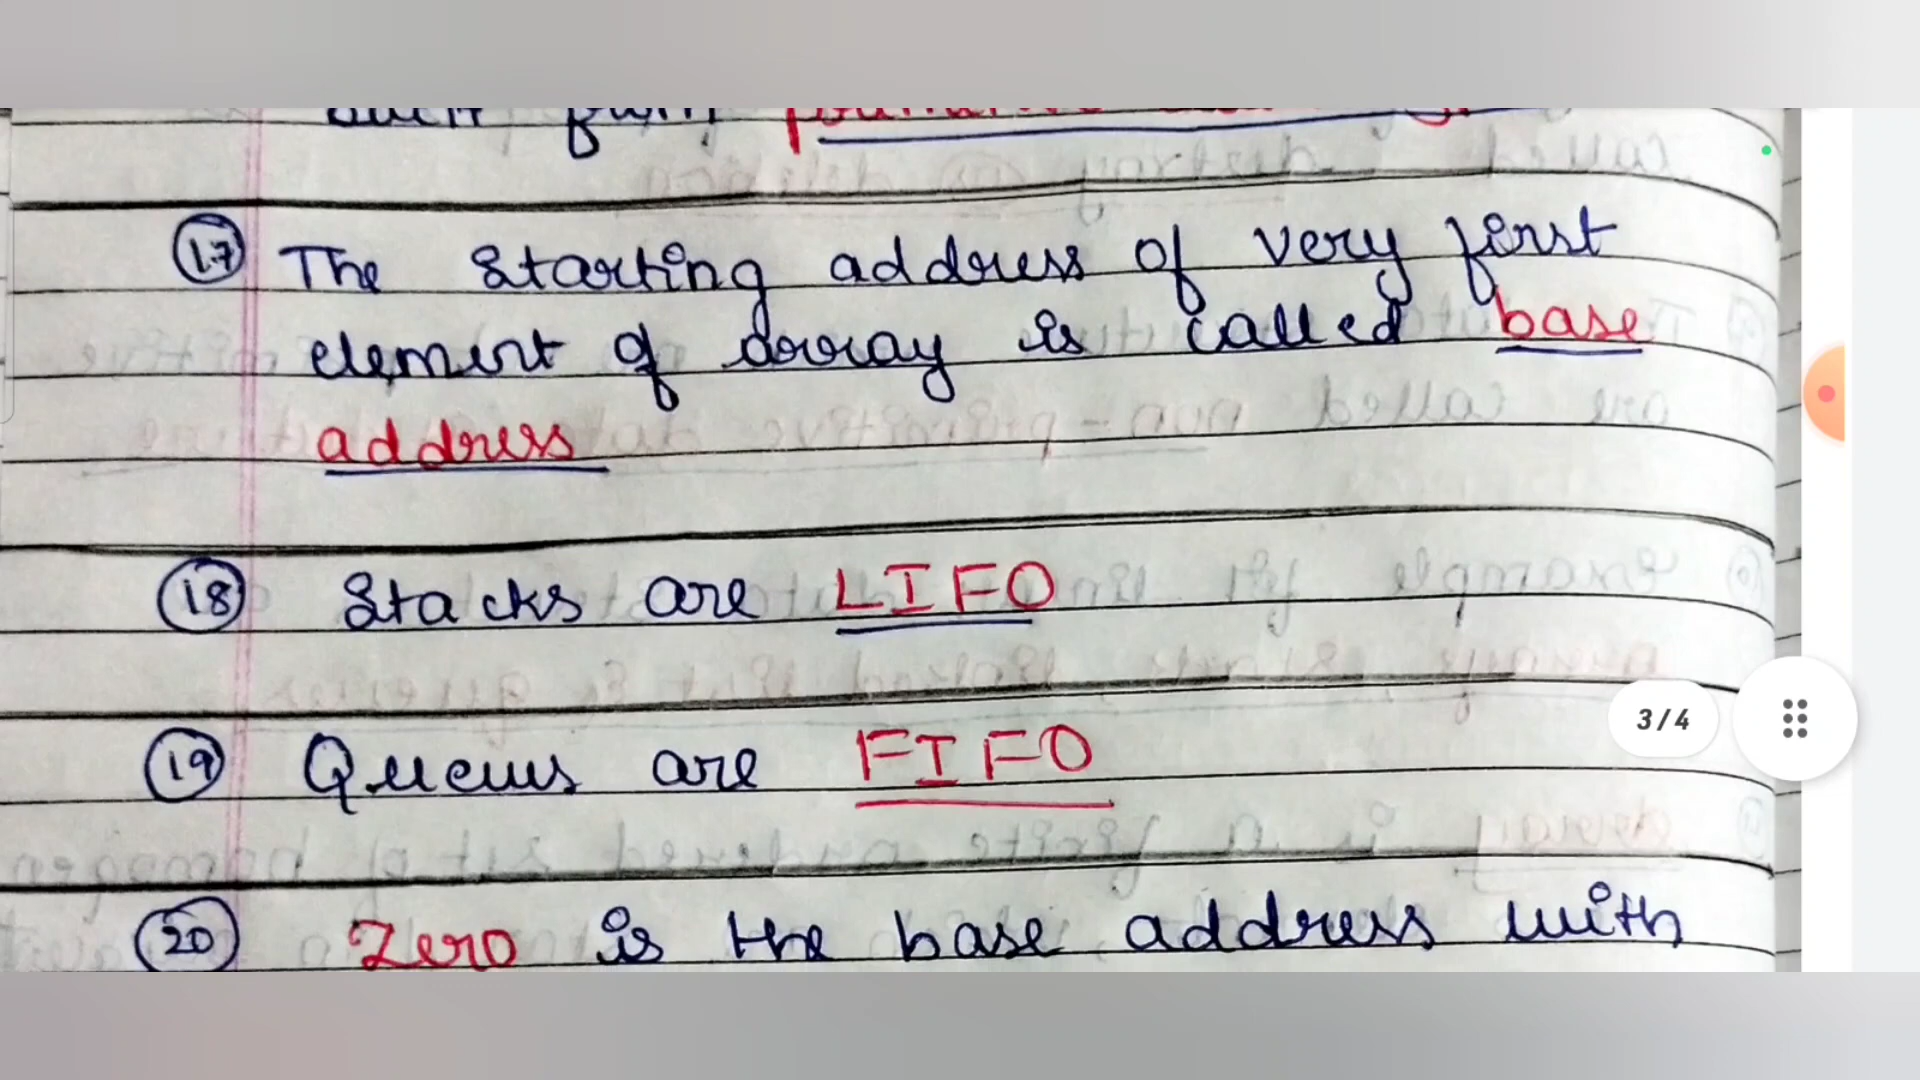 17 The starting address of very first
element of array is called base
address
18 Stacks are LIFO
19 Queues are FIFO
3/4
20 Zero is the base address with